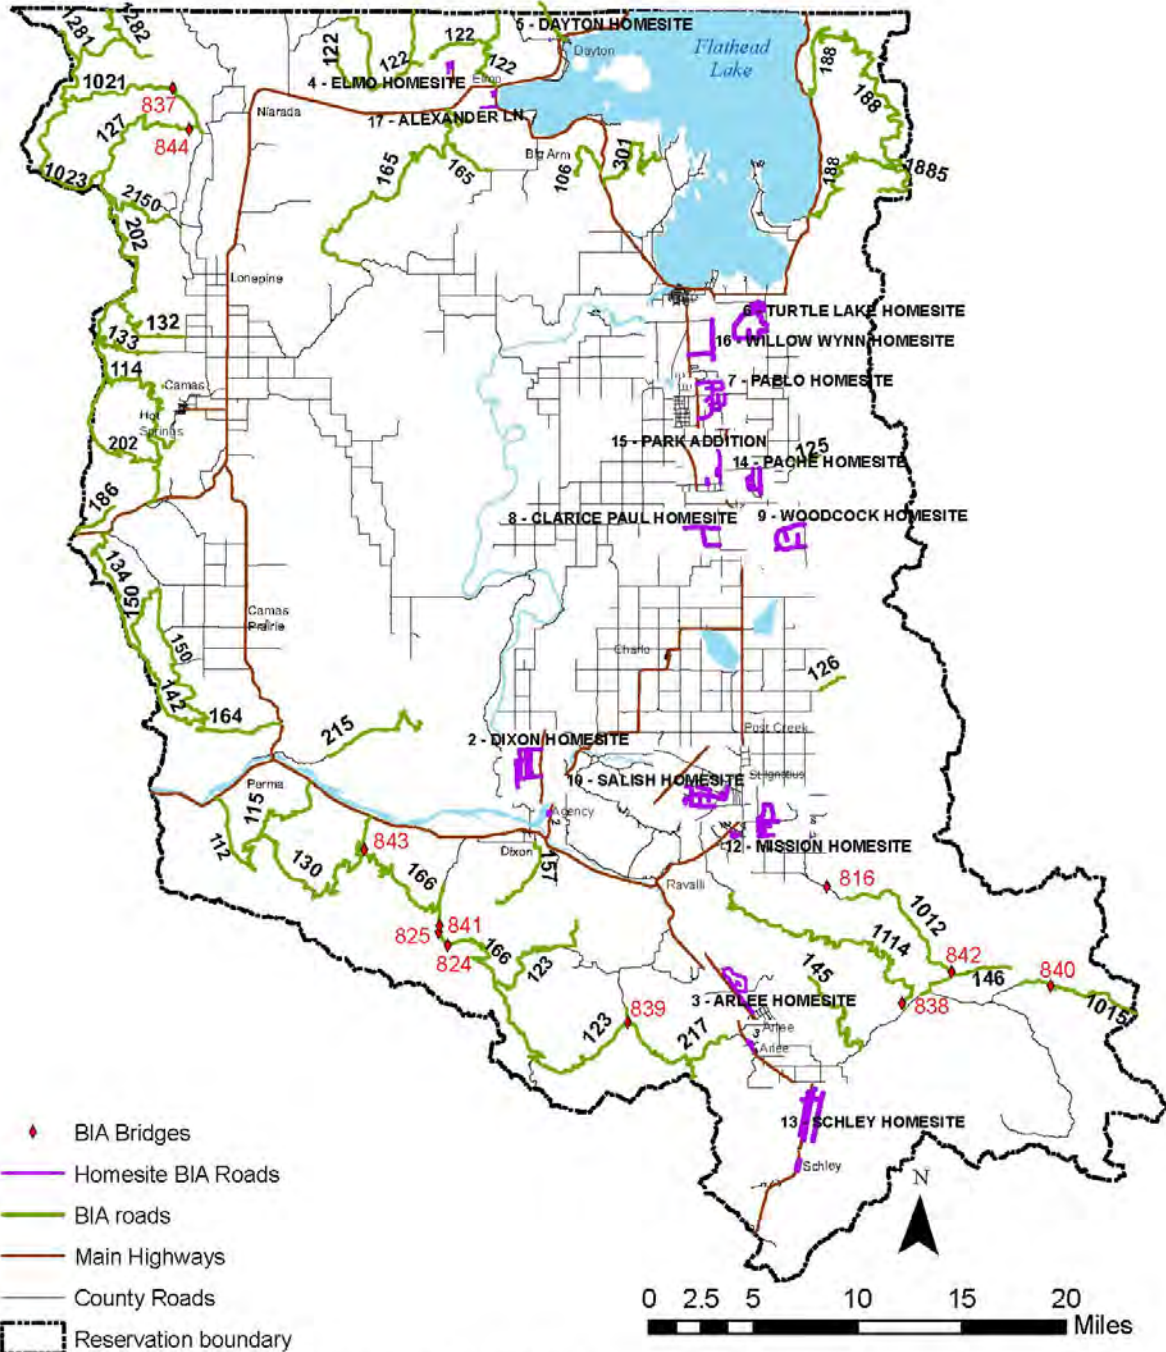 5 - DAYTON HOMESITE
Dayton
Flathead
Lake
1281
1282
122
122
122
122
188
188
188
1885
4 - ELMO HOMESITE
Elmo
1021
837
127
844
Niarada
17 - ALEXANDER LN
Big Arm
165
165
106
301
1023
2150
202
Lonepine
132
133
114
Camas
Hot
Springs
202
186
6 - TURTLE LAKE HOMESITE
16 - WILLOW WYNN HOMESITE
7 - PABLO HOMESITE
15 - PARK ADDITION
125
14 - PACHE HOMESITE
8 - CLARICE PAUL HOMESITE
9 - WOODCOCK HOMESITE
134
150
150
142
164
Camas
Prairie
Charlo
126
215
Post Creek
2 - DIXON HOMESITE
10 - SALISH HOMESITE
St.Ignatius
Perma
115
112
130
843
166
Agency
2
Dixon
157
12 - MISSION HOMESITE
Ravalli
816
1012
841
825
824
166
123
1114
145
842
146
840
1015
838
3 - ARLEE HOMESITE
839
123
217
Arlee
3
Arlee
13 - SCHLEY HOMESITE
Schley
BIA Bridges
Homesite BIA Roads
BIA roads
Main Highways
County Roads
Reservation boundary
N
0 2.5 5 10 15 20
Miles